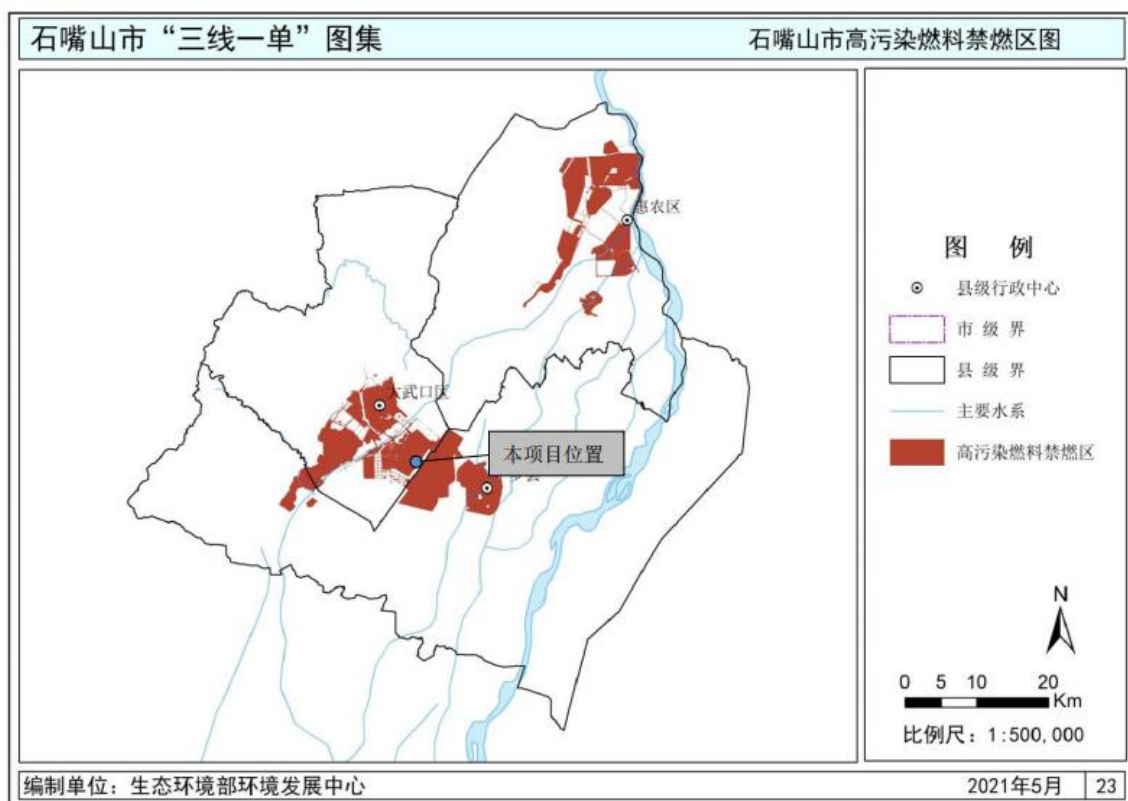 石嘴山市“三线一单”图集
石嘴山市高污染燃料禁燃区图
惠农区
大武口区
本项目位置
图 例
县级行政中心
市 级 界
县 级 界
主要水系
高污染燃料禁燃区
N
0 5 10 20
Km
比例尺：1:500,000
编制单位：生态环境部环境发展中心
2021年5月
23